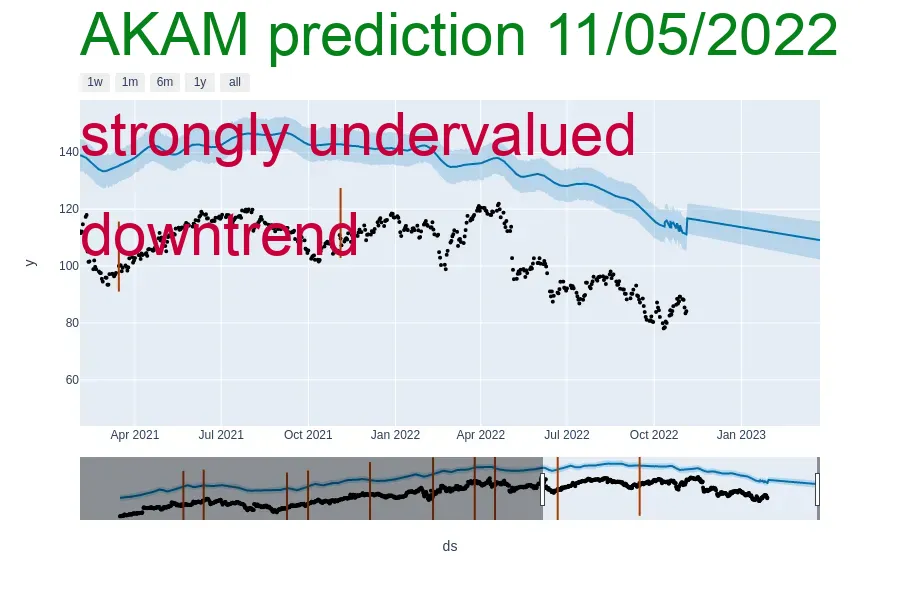 AKAM prediction 11/05/2022
1w 1m 6m 1y all
strongly undervalued
140
120
downtrend
100
y
80
60
Apr 2021 Jul 2021 Oct 2021 Jan 2022 Apr 2022 Jul 2022 Oct 2022 Jan 2023
ds